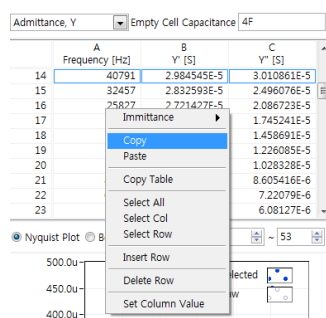 Admittance, Y Empty Cell Capacitance 4F
A B C
Frequency [Hz] Y' [S] Y" [S]
14 40791 2.984545E-5 3.010861E-5
15 32457 2.832593E-5 2.496076E-5
16 25827 2.721427E-5 2.086723E-5
17 1.745241E-5
18 1.458691E-5
19 1.226085E-5
20 1.028328E-5
21 8.605416E-6
22 7.22079E-6
23 6.08127E-6
Immittance
Copy
Paste
Copy Table
Select All
Select Col
Select Row
Insert Row
Delete Row
Set Column Value
Nyquist Plot B ~ 53
500.0u
450.0u
400.0u
elected